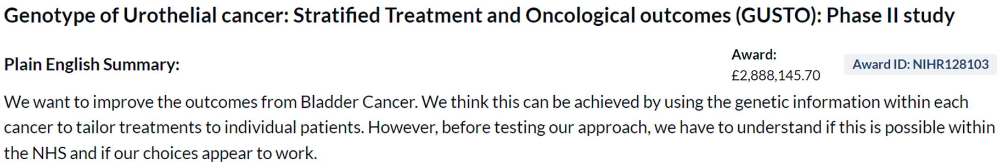 Genotype of Urothelial cancer: Stratified Treatment and Oncological outcomes (GUSTO): Phase II study
Plain English Summary:
Award:
£2,888,145.70
Award ID: NIHR128103
We want to improve the outcomes from Bladder Cancer. We think this can be achieved by using the genetic information within each
cancer to tailor treatments to individual patients. However, before testing our approach, we have to understand if this is possible within
the NHS and if our choices appear to work.